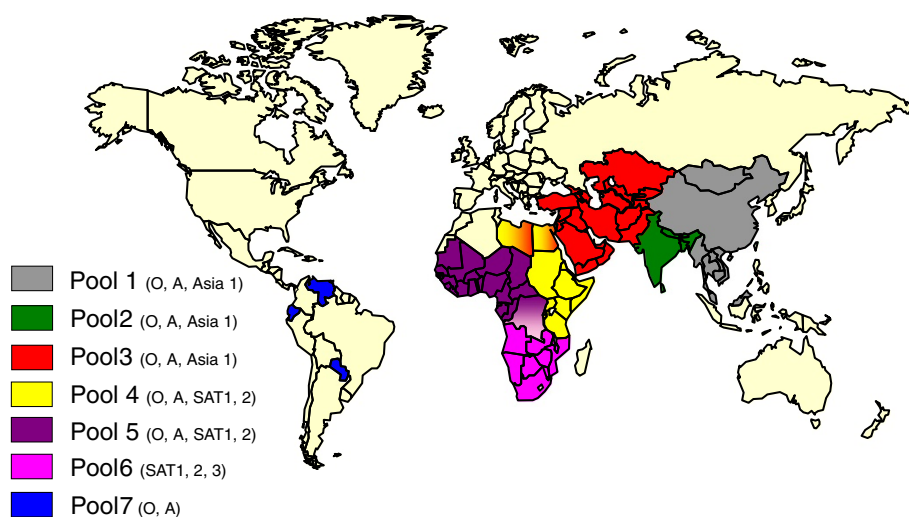 Pool 1 (O, A, Asia 1)
Pool2 (O, A, Asia 1)
Pool3 (O, A, Asia 1)
Pool 4 (O, A, SAT1, 2)
Pool 5 (O, A, SAT1, 2)
Pool6 (SAT1, 2, 3)
Pool7 (O, A)